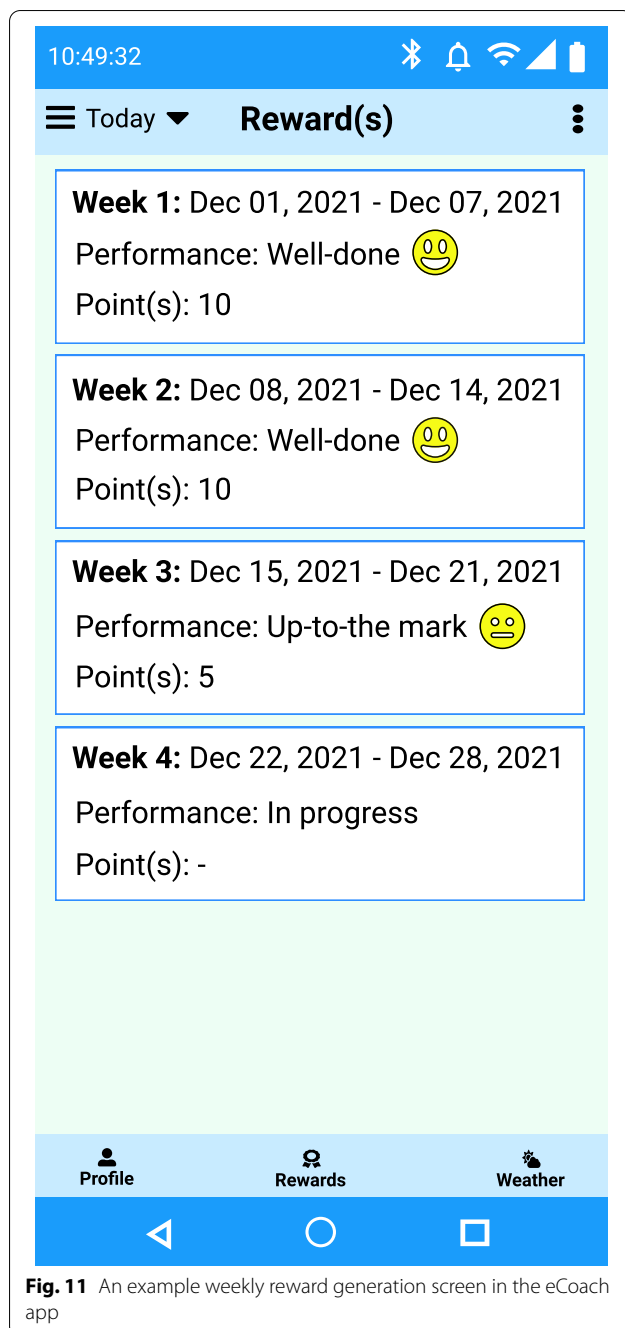 10:49:32
Today Reward(s)
Week 1: Dec 01, 2021 - Dec 07, 2021
Performance: Well-done
Point(s): 10
Week 2: Dec 08, 2021 - Dec 14, 2021
Performance: Well-done
Point(s): 10
Week 3: Dec 15, 2021 - Dec 21, 2021
Performance: Up-to-the mark
Point(s): 5
Week 4: Dec 22, 2021 - Dec 28, 2021
Performance: In progress
Point(s): -
Profile Rewards Weather
Fig. 11 An example weekly reward generation screen in the eCoach
app